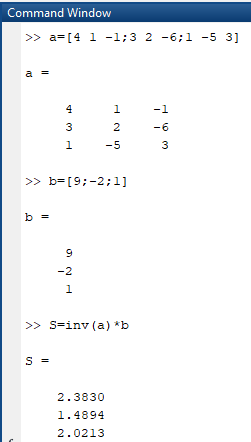 Command Window
>> a=[4 1 -1;3 2 -6;1 -5 3]
a =
4 1 -1
3 2 -6
1 -5 3
>> b=[9;-2;1]
b =
9
-2
1
>> S=inv(a)*b
S =
2.3830
1.4894
2.0213